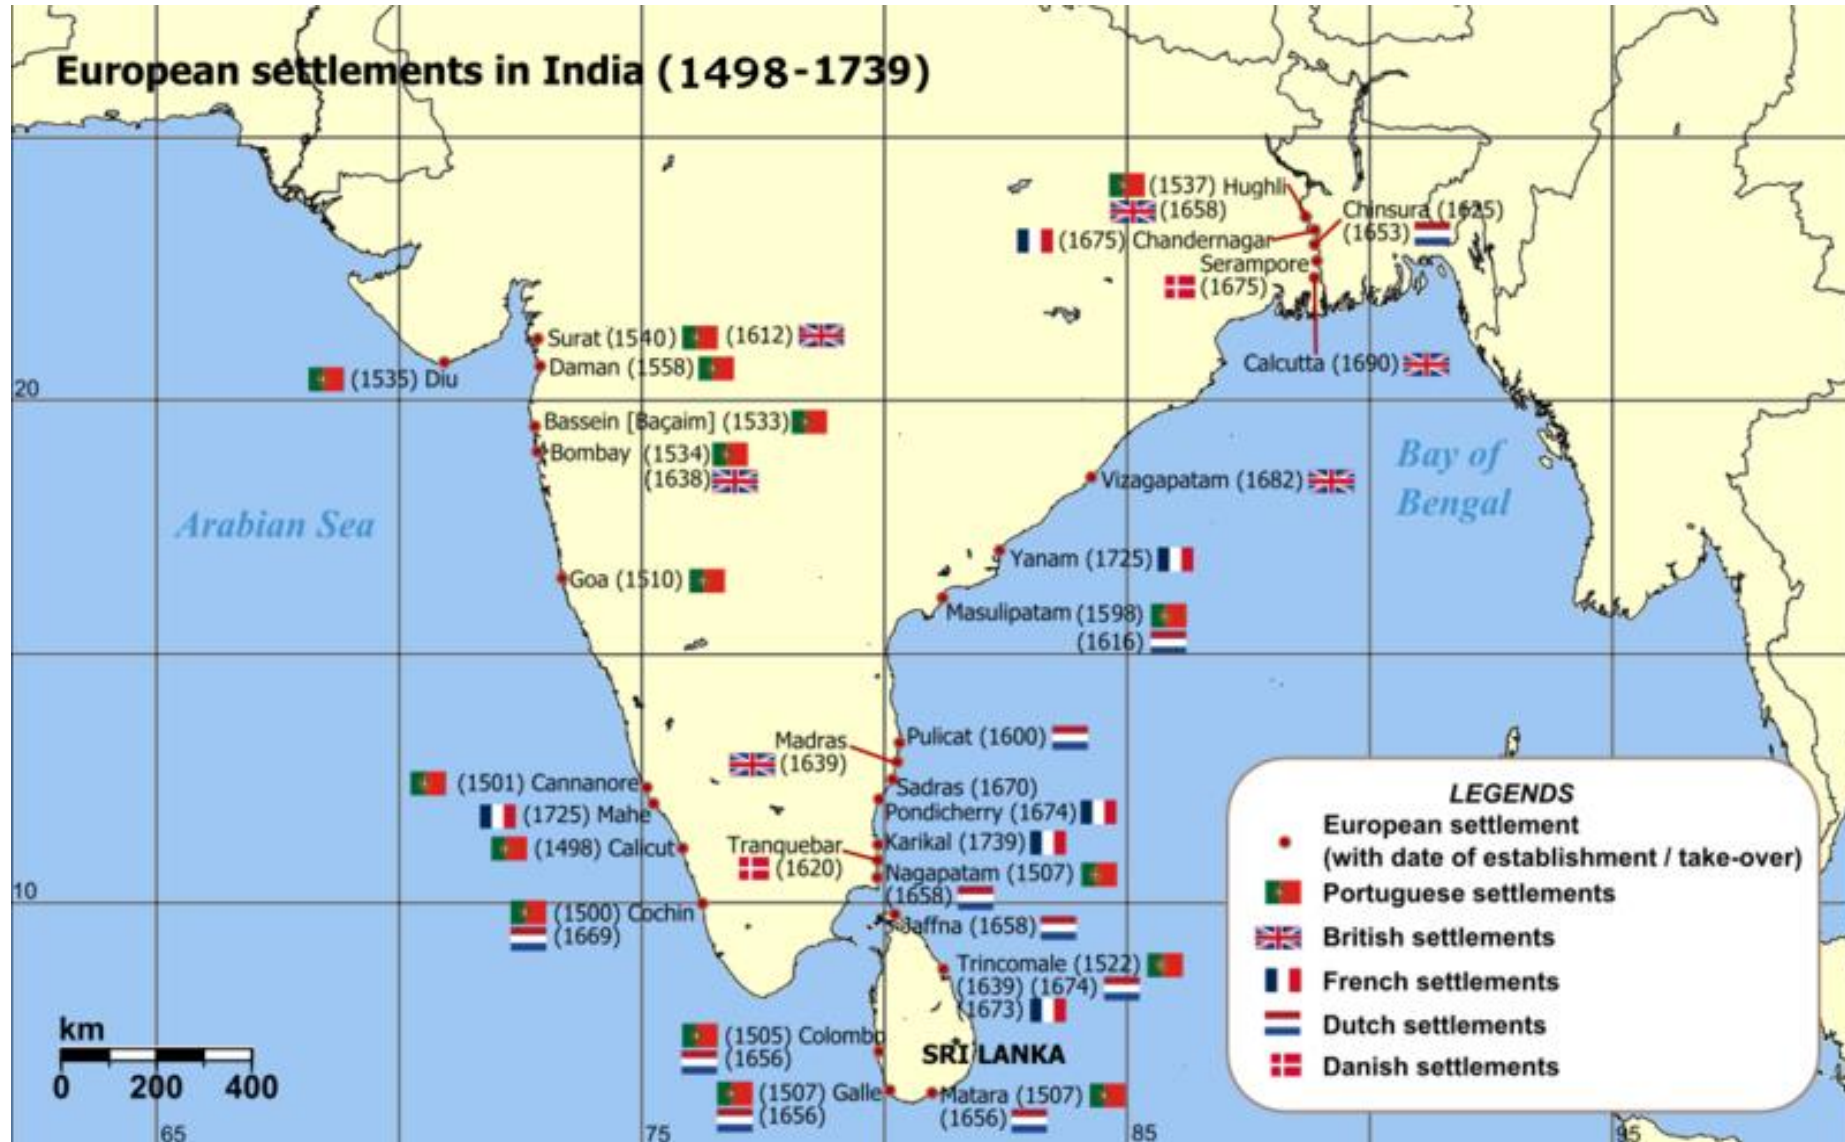 European settlements in India (1498-1739)
(1537) Hughli
(1658)
Chinsura (1625)
(1653)
(1675) Chandernagar
Serampore
(1675)
Calcutta (1690)
Surat (1540) (1612)
Daman (1558)
(1535) Diu
20
Bassein [Baçaim] (1533)
Bombay (1534)
(1638)
Bay of
Bengal
Vizagapatam (1682)
Arabian Sea
Yanam (1725)
Goa (1510)
Masulipatam (1598)
(1616)
Pulicat (1600)
Madras
(1639)
(1501) Cannanore
Sadras (1670)
(1725) Mahe
Pondicherry (1674)
(1498) Calicut
Tranquebar
(1620)
Karikal (1739)
Nagapatam (1507)
(1658)
10
(1500) Cochin
(1669)
Jaffna (1658)
Trincomale (1522)
(1639) (1674)
(1673)
(1505) Colombo
(1656)
SRI LANKA
(1507) Galle
(1656)
Matara (1507)
(1656)
LEGENDS
European settlement
(with date of establishment / take-over)
Portuguese settlements
British settlements
French settlements
Dutch settlements
Danish settlements
km
0 200 400
65 75 85 95